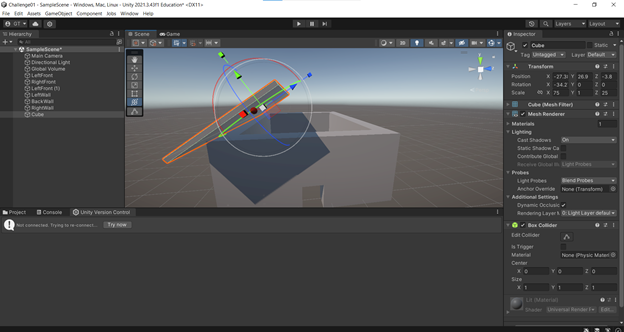 Challenge01 - SampleScene - Windows, Mac, Linux - Unity 2021.3.43f1 Education* <DX11>
File Edit Assets GameObject Component Jobs Window Help
GT
Layers
Layout
Hierarchy
All
SampleScene*
Main Camera
Directional Light
Global Volume
LeftFront
RightFront
LeftFront (1)
LeftWall
BackWall
RightWall
Cube
Scene
Game
2D
Persp
Project
Console
Unity Version Control
Not connected. Trying to re-connect...
Try now
Inspector
Cube
Static
Tag Untagged
Layer Default
Transform
Position X -27.3 Y 26.9 Z -3.8
Rotation X -34.2 Y 0 Z 0
Scale X 75 Y 1 Z 25
Cube (Mesh Filter)
Mesh Renderer
Materials 1
Lighting
Cast Shadows On
Static Shadow Ca
Contribute Global
Receive Global Ill Light Probes
Probes
Light Probes Blend Probes
Anchor Override None (Transform)
Additional Settings
Dynamic Occlusion
Rendering Layer M 0: Light Layer default
Box Collider
Edit Collider
Is Trigger
Material None (Physic Materi
Center
X 0 Y 0 Z 0
Size
X 1 Y 1 Z 1
Lit (Material)
Shader Universal Render F
Edit...